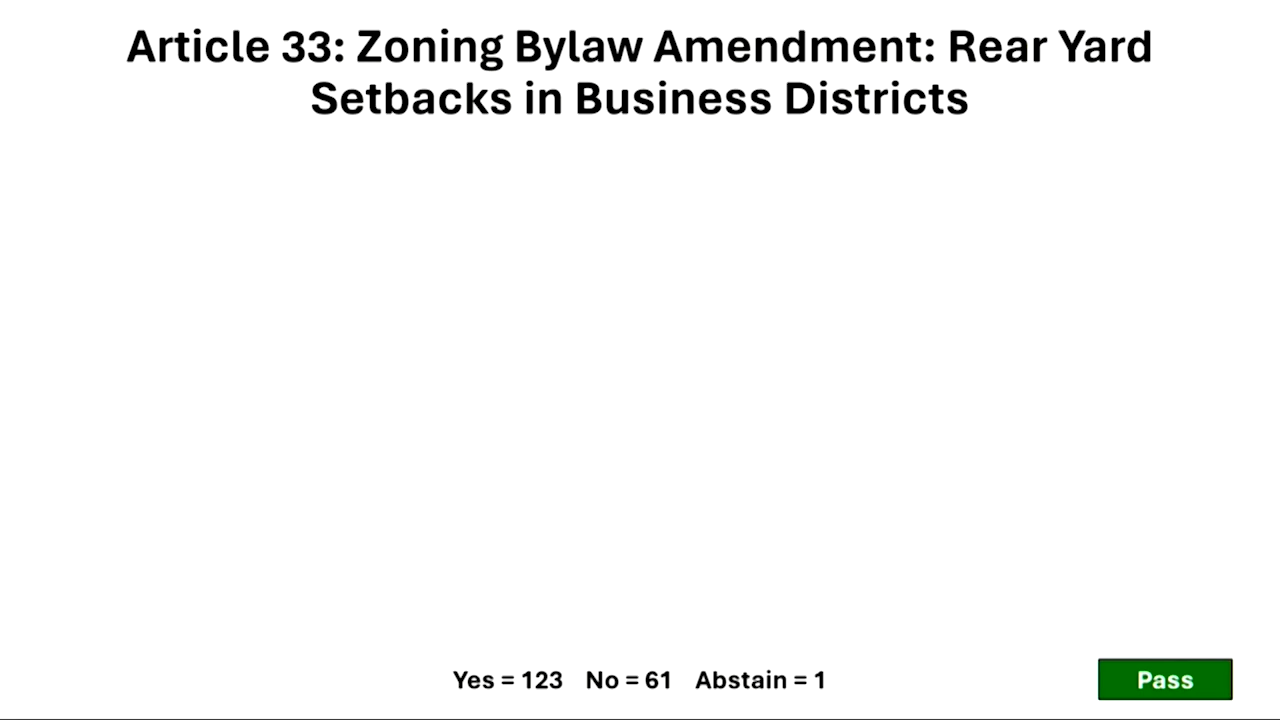 Article 33: Zoning Bylaw Amendment: Rear Yard
Setbacks in Business Districts
Yes = 123 No = 61 Abstain = 1
Pass